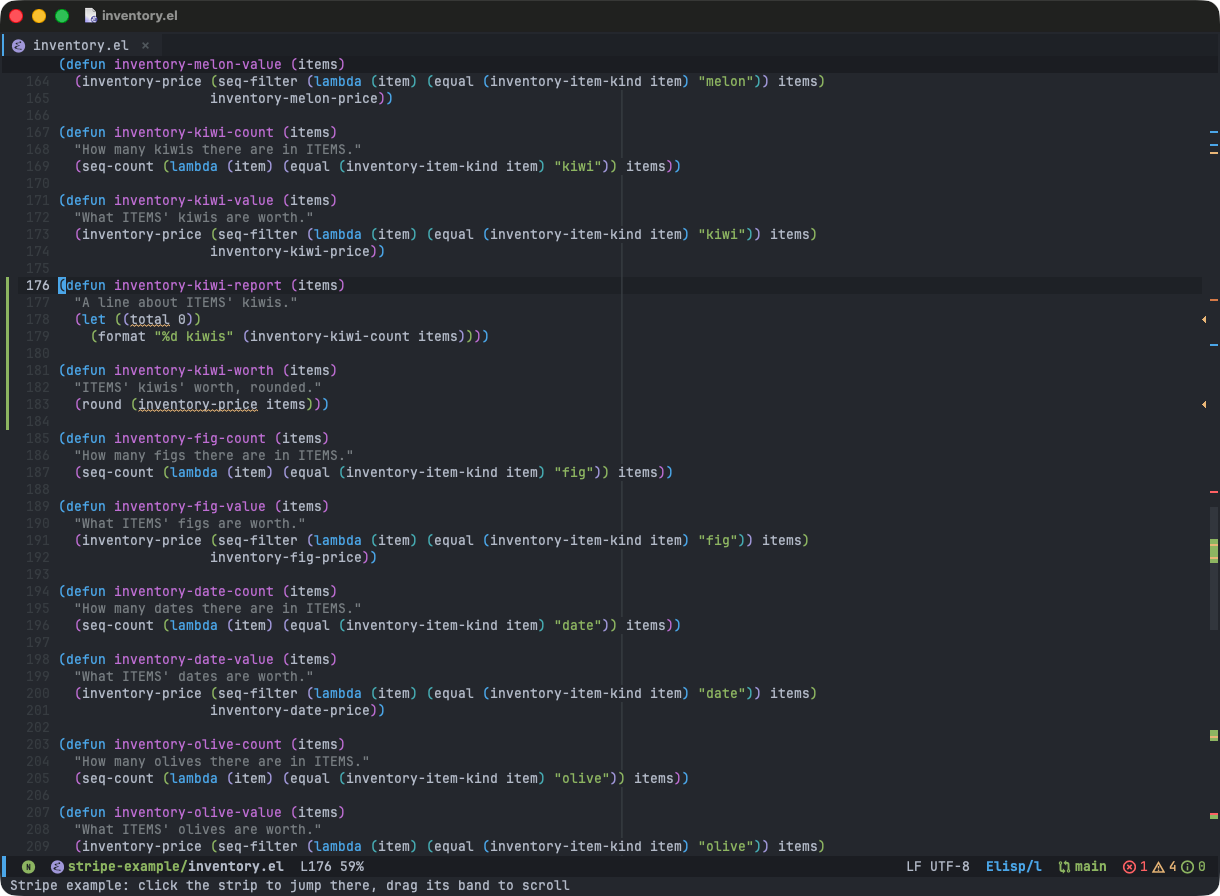 inventory.el
inventory.el ×
(defun inventory-melon-value (items)
164 (inventory-price (seq-filter (lambda (item) (equal (inventory-item-kind item) "melon")) items)
165 inventory-melon-price))
166
167 (defun inventory-kiwi-count (items)
168 "How many kiwis there are in ITEMS."
169 (seq-count (lambda (item) (equal (inventory-item-kind item) "kiwi")) items))
170
171 (defun inventory-kiwi-value (items)
172 "What ITEMS' kiwis are worth."
173 (inventory-price (seq-filter (lambda (item) (equal (inventory-item-kind item) "kiwi")) items)
174 inventory-kiwi-price))
175
176 (defun inventory-kiwi-report (items)
177 "A line about ITEMS' kiwis."
178 (let ((total 0))
179 (format "%d kiwis" (inventory-kiwi-count items))))
180
181 (defun inventory-kiwi-worth (items)
182 "ITEMS' kiwis' worth, rounded."
183 (round (inventory-price items)))
184
185 (defun inventory-fig-count (items)
186 "How many figs there are in ITEMS."
187 (seq-count (lambda (item) (equal (inventory-item-kind item) "fig")) items))
188
189 (defun inventory-fig-value (items)
190 "What ITEMS' figs are worth."
191 (inventory-price (seq-filter (lambda (item) (equal (inventory-item-kind item) "fig")) items)
192 inventory-fig-price))
193
194 (defun inventory-date-count (items)
195 "How many dates there are in ITEMS."
196 (seq-count (lambda (item) (equal (inventory-item-kind item) "date")) items))
197
198 (defun inventory-date-value (items)
199 "What ITEMS' dates are worth."
200 (inventory-price (seq-filter (lambda (item) (equal (inventory-item-kind item) "date")) items)
201 inventory-date-price))
202
203 (defun inventory-olive-count (items)
204 "How many olives there are in ITEMS."
205 (seq-count (lambda (item) (equal (inventory-item-kind item) "olive")) items))
206
207 (defun inventory-olive-value (items)
208 "What ITEMS' olives are worth."
209 (inventory-price (seq-filter (lambda (item) (equal (inventory-item-kind item) "olive")) items)
N stripe-example/inventory.el L176 59% LF UTF-8 Elisp/l main 1 4 0
Stripe example: click the strip to jump there, drag its band to scroll